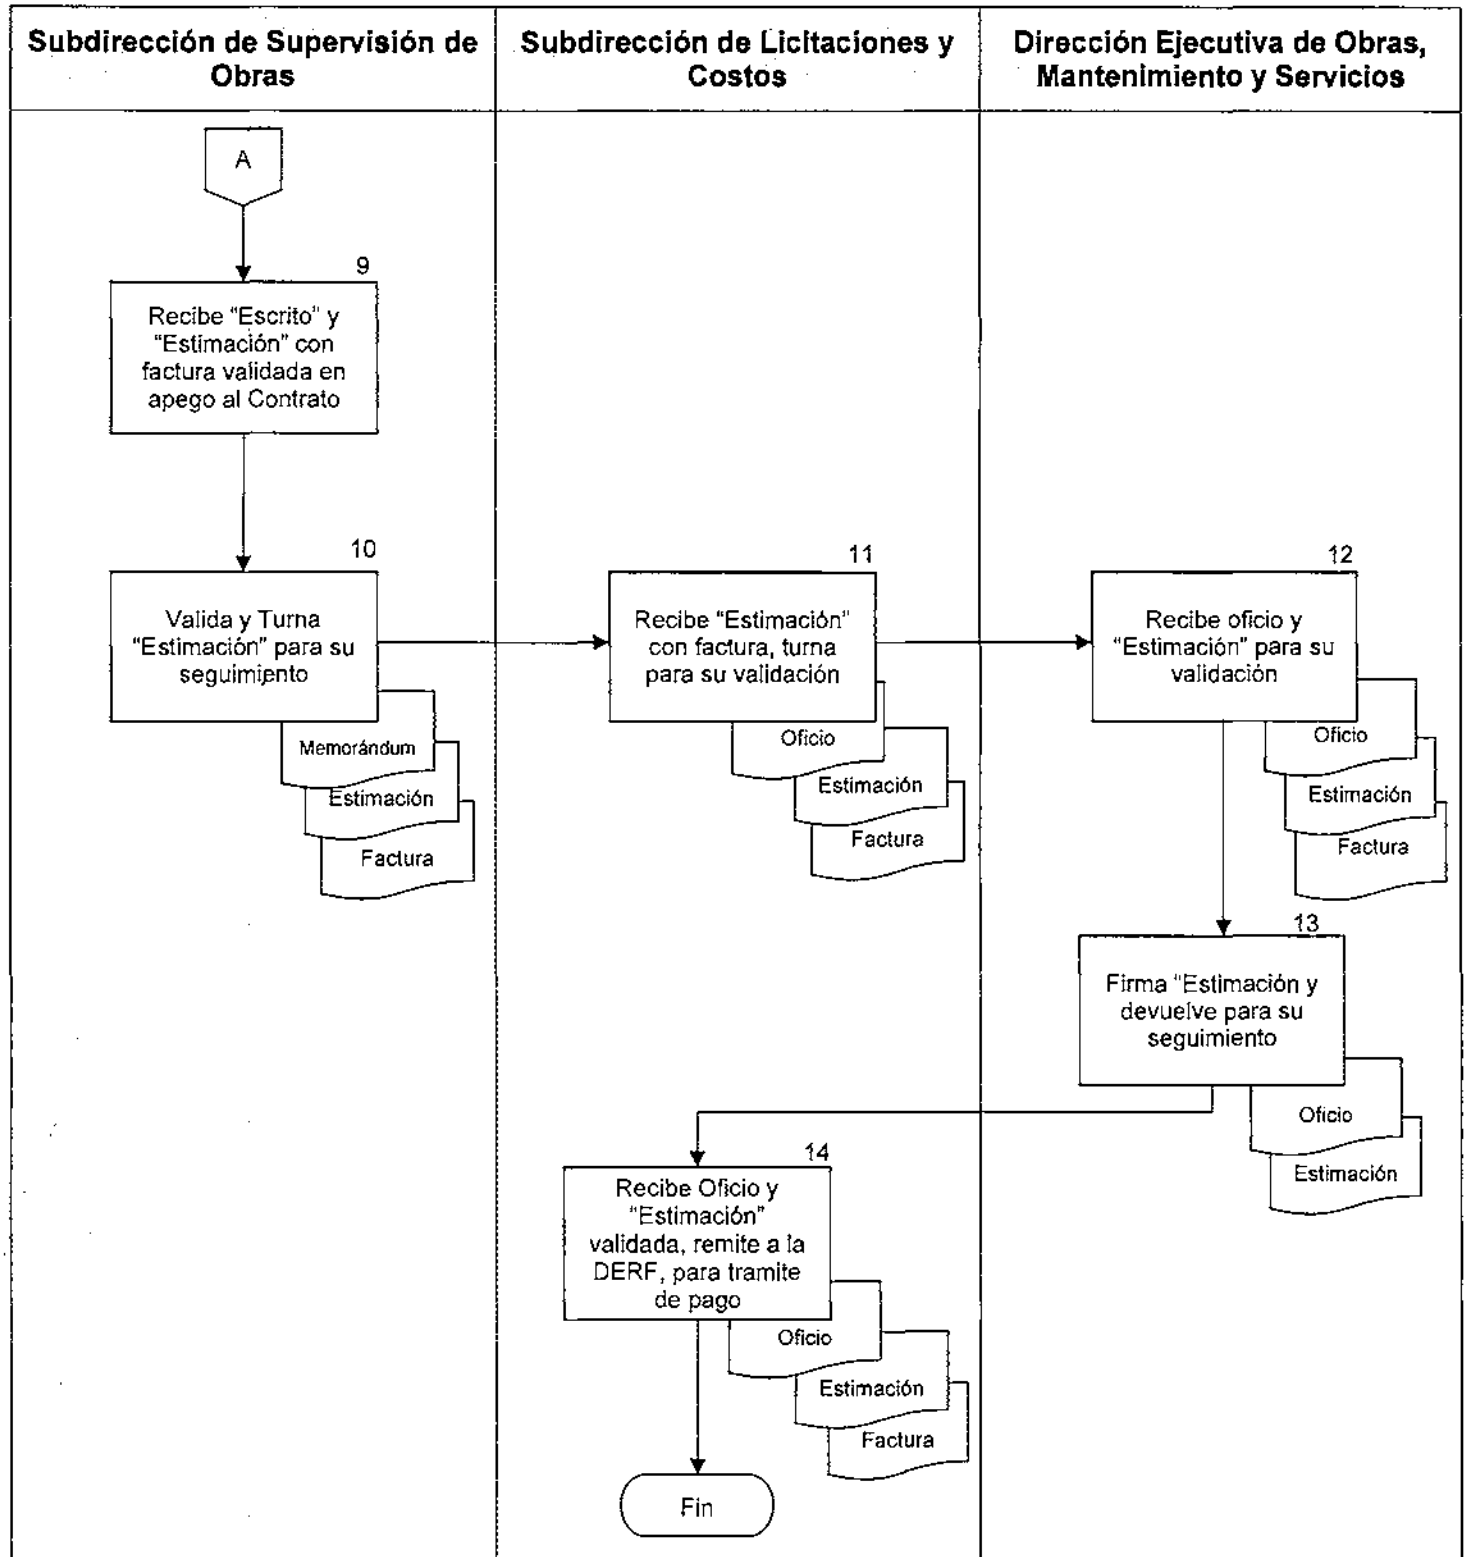 Subdirección de Supervisión de
Obras
Subdirección de Licitaciones y
Costos
Dirección Ejecutiva de Obras,
Mantenimiento y Servicios
A
9
Recibe “Escrito” y
“Estimación” con
factura validada en
apego al Contrato
10
Valida y Turna
“Estimación” para su
seguimiento
Memorándum
Estimación
Factura
11
Recibe “Estimación”
con factura, turna
para su validación
Oficio
Estimación
Factura
12
Recibe oficio y
“Estimación” para su
validación
Oficio
Estimación
Factura
13
Firma “Estimación y
devuelve para su
seguimiento
Oficio
Estimación
14
Recibe Oficio y
“Estimación”
validada, remite a la
DERF, para tramite
de pago
Oficio
Estimación
Factura
Fin